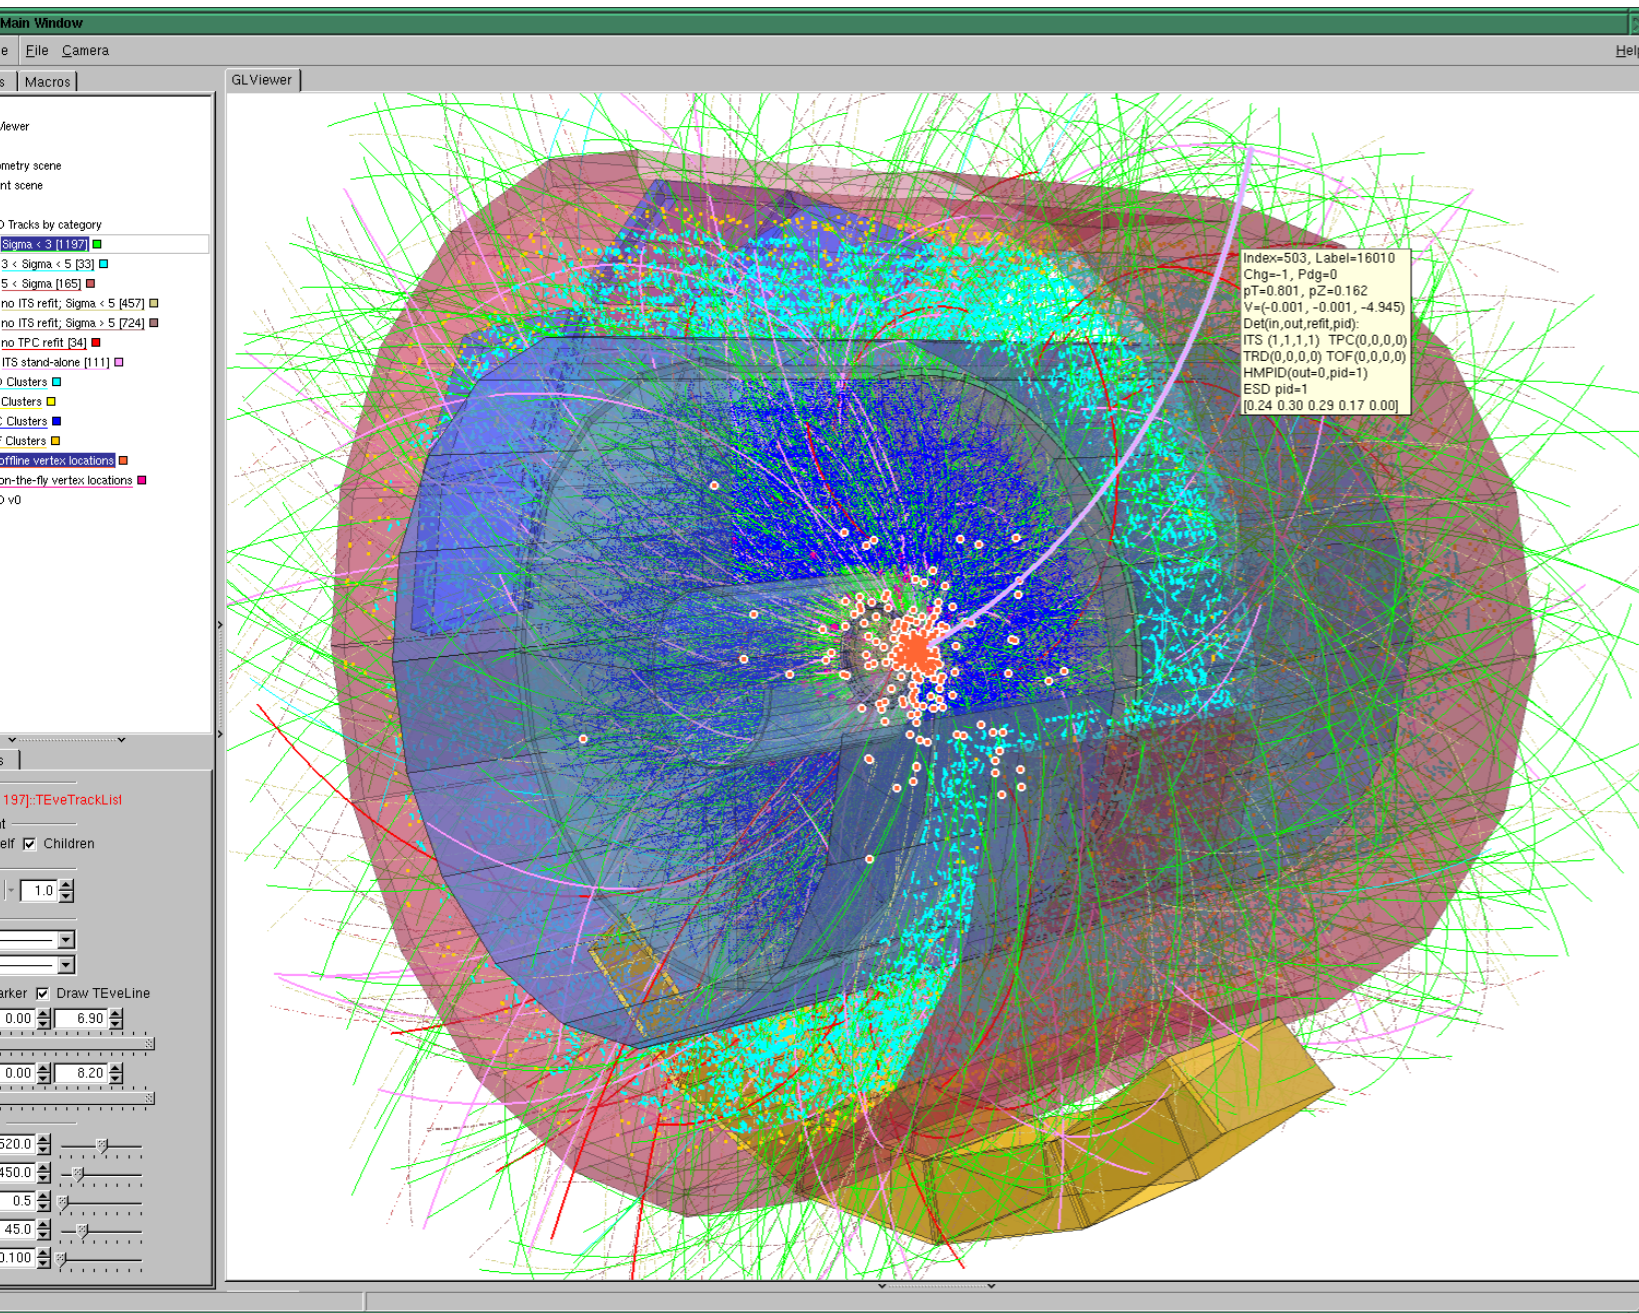 Main Window
e File Camera
Help
s Macros
GLViewer
Viewer
ometry scene
nt scene
D Tracks by category
Sigma < 3 [1197]
3 < Sigma < 5 [33]
5 < Sigma [165]
no ITS refit; Sigma < 5 [457]
no ITS refit; Sigma > 5 [724]
no TPC refit [34]
ITS stand-alone [111]
D Clusters
Clusters
C Clusters
F Clusters
offline vertex locations
on-the-fly vertex locations
D v0
Index=503, Label=16010
Chg=-1, Pdg=0
pT=0.801, pZ=0.162
V=(-0.001, -0.001, -4.945)
Det(in,out,refit,pid):
ITS (1,1,1,1) TPC(0,0,0,0)
TRD(0,0,0,0) TOF(0,0,0,0)
HMPID(out=0,pid=1)
ESD pid=1
[0.24 0.30 0.29 0.17 0.00]
s
197]::TEveTrackList
nt
elf Children
1.0
arker Draw TEveLine
0.00 6.90
0.00 8.20
520.0
450.0
0.5
45.0
0.100